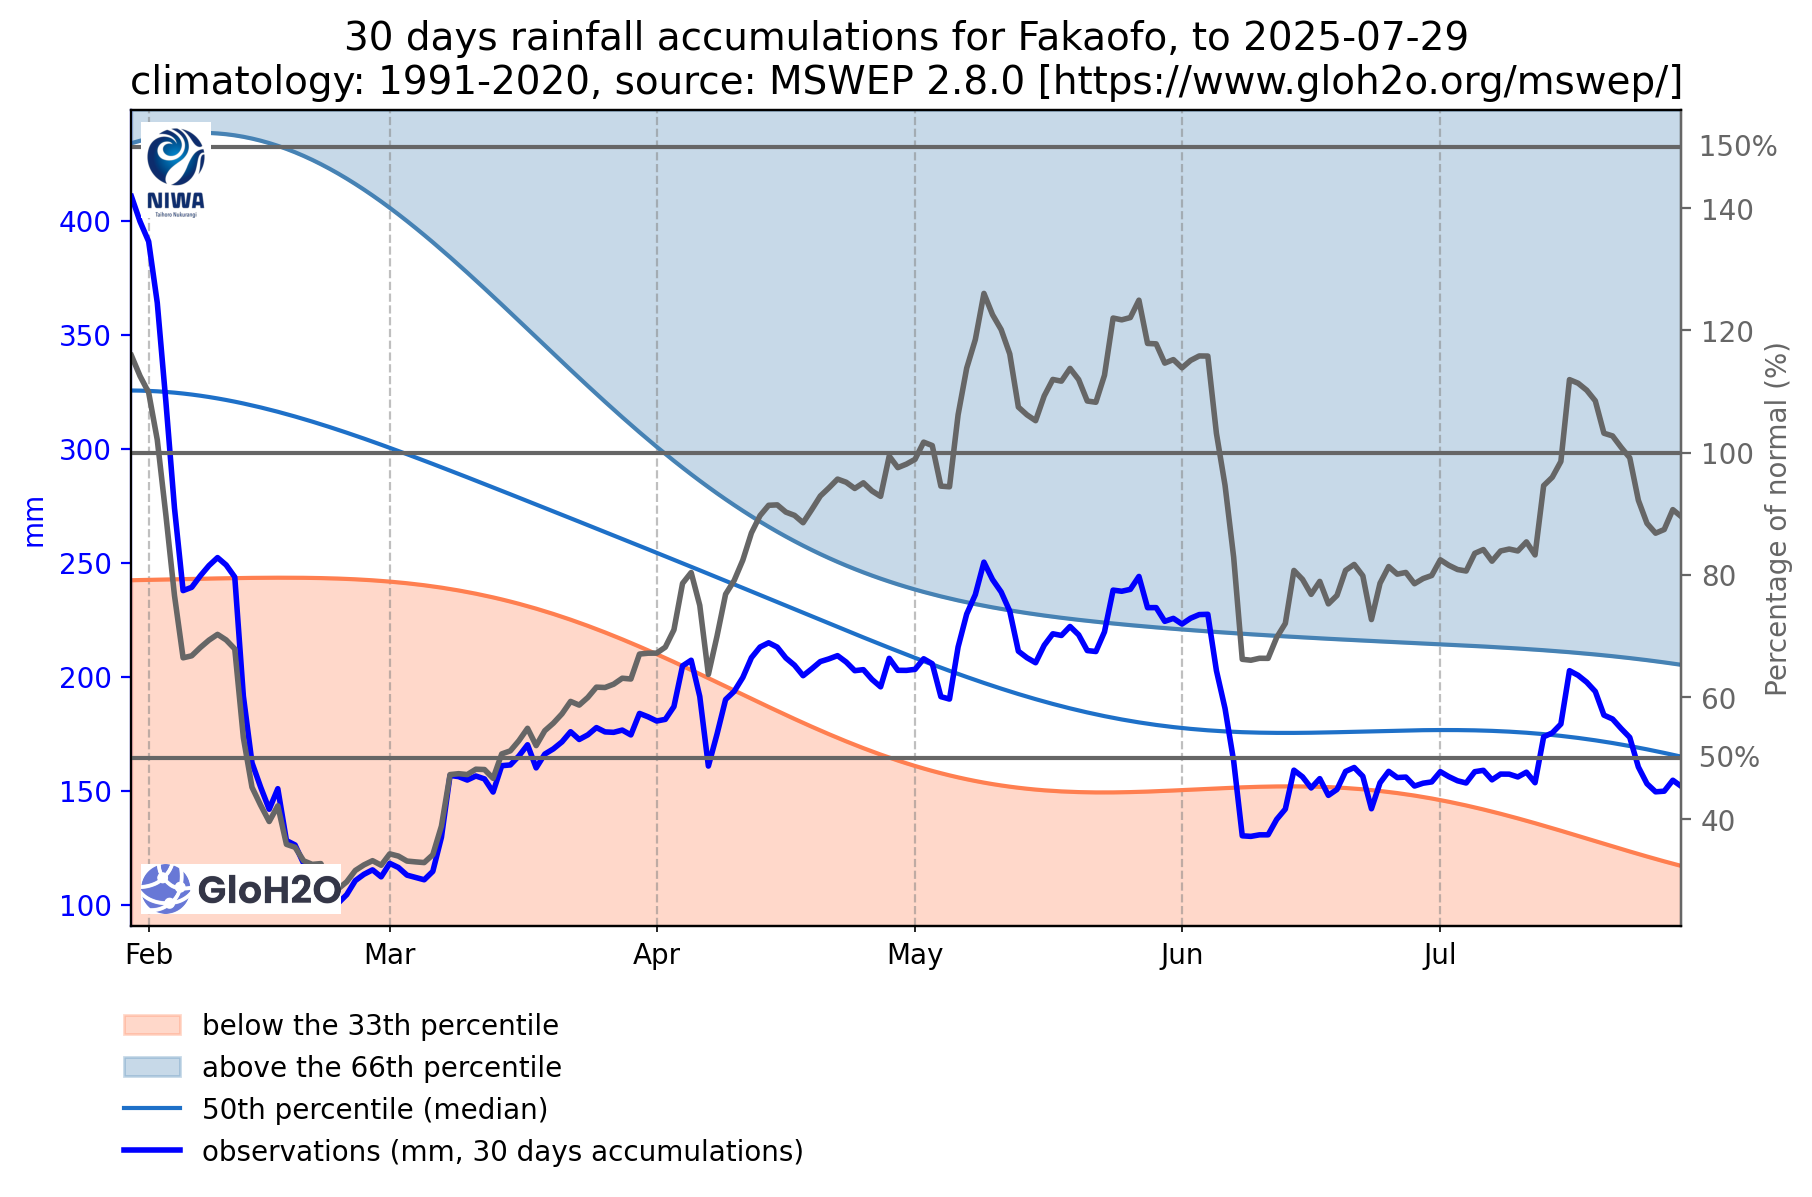 30 days rainfall accumulations for Fakaofo, to 2025-07-29
climatology: 1991-2020, source: MSWEP 2.8.0 [https://www.gloh2o.org/mswep/]
NIWA
Taihoro Nukurangi
400
350
300
250
200
150
100
mm
150%
140
120
100
80
60
50%
40
Percentage of normal (%)
GloH2O
Feb
Mar
Apr
May
Jun
Jul
below the 33th percentile
above the 66th percentile
50th percentile (median)
observations (mm, 30 days accumulations)